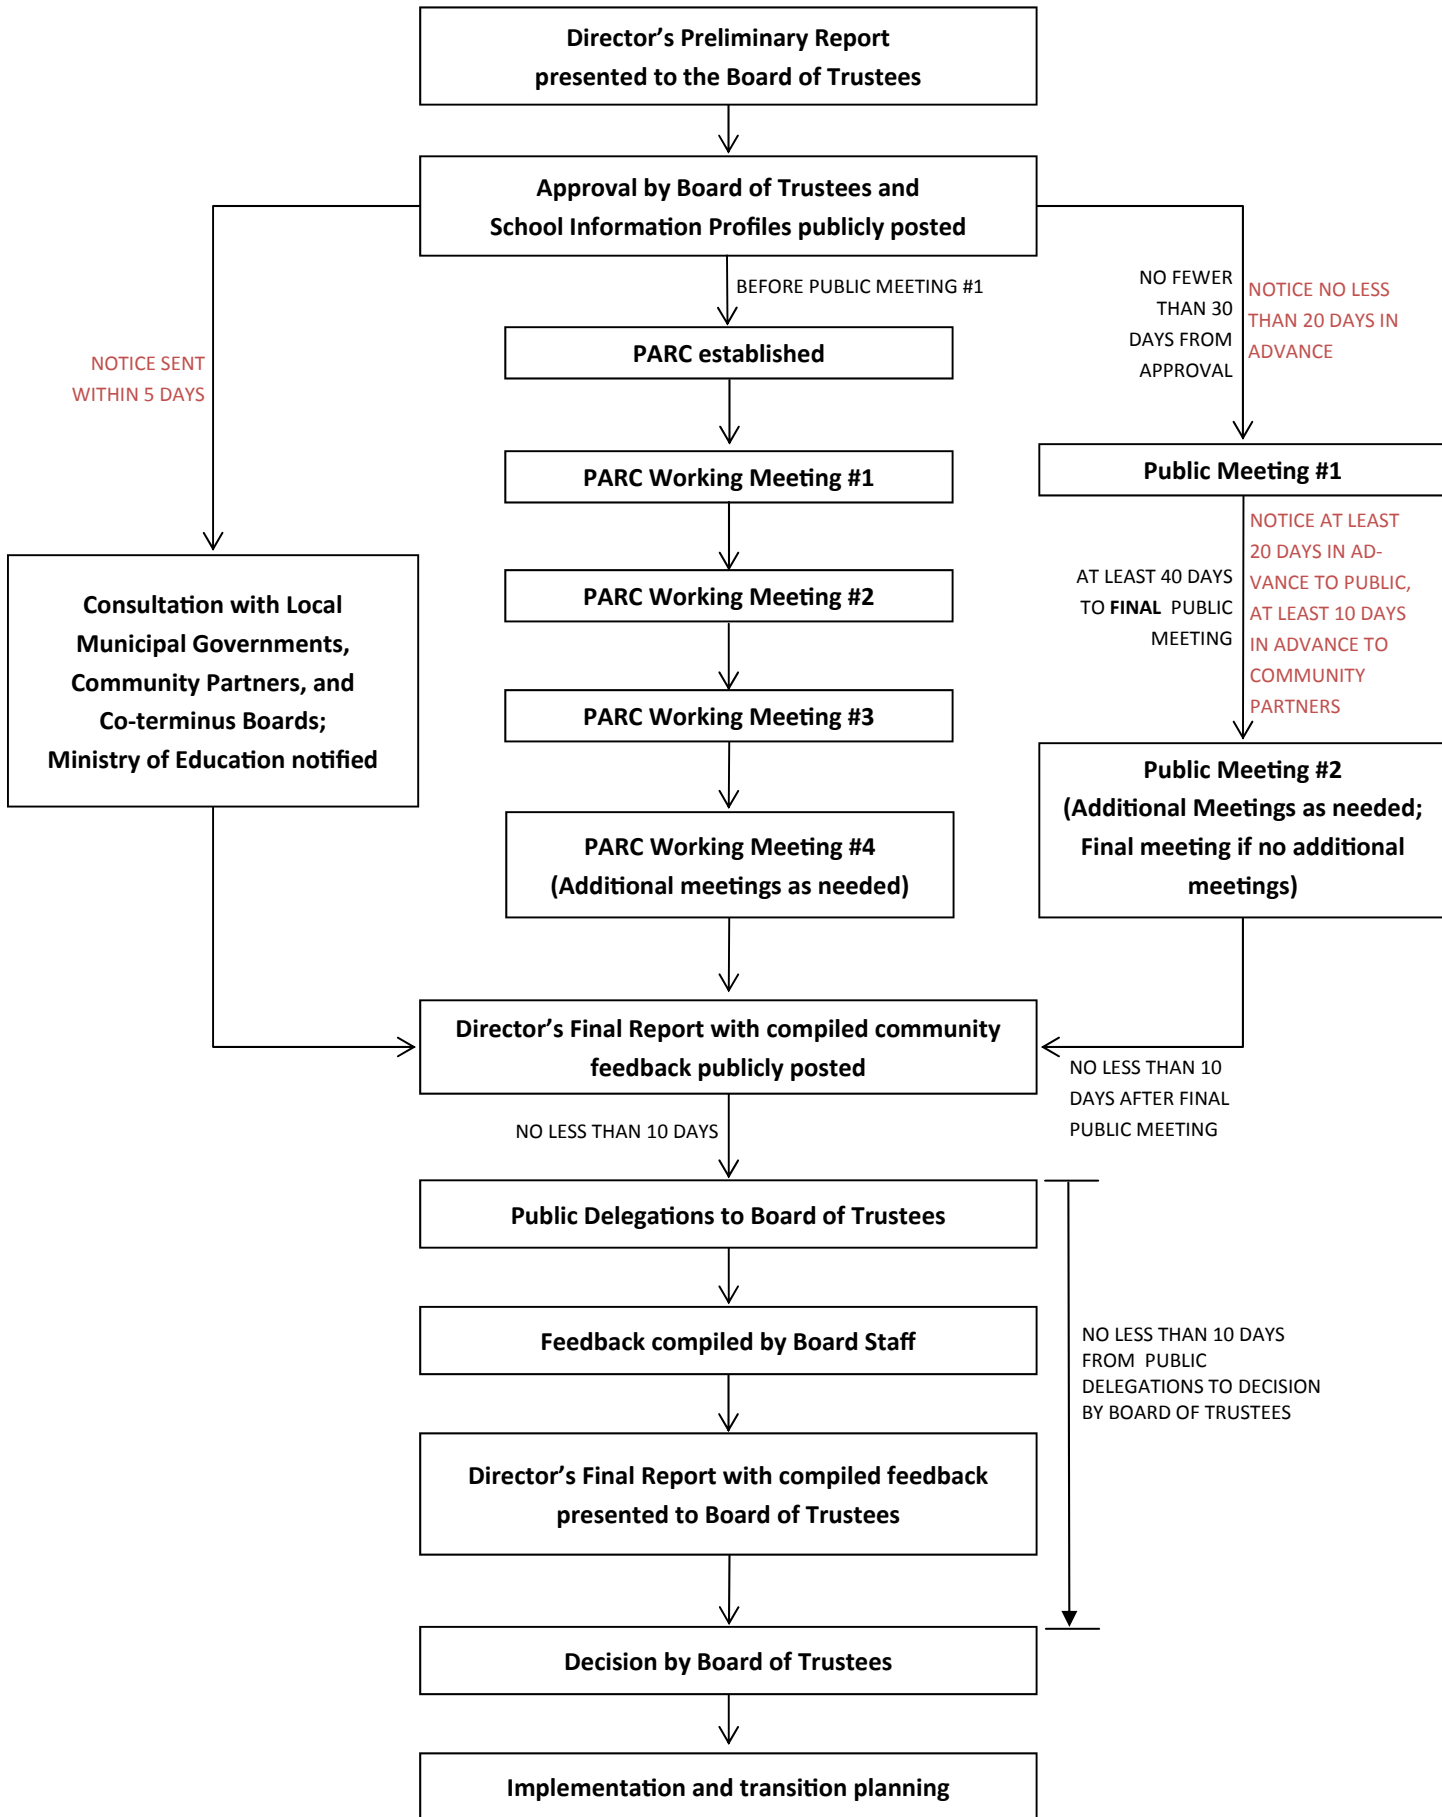 Director’s Preliminary Report
presented to the Board of Trustees
Approval by Board of Trustees and
School Information Profiles publicly posted
BEFORE PUBLIC MEETING #1
NO FEWER
THAN 30
DAYS FROM
APPROVAL
NOTICE NO LESS
THAN 20 DAYS IN
ADVANCE
NOTICE SENT
WITHIN 5 DAYS
PARC established
PARC Working Meeting #1
Public Meeting #1
NOTICE AT LEAST
20 DAYS IN AD-
VANCE TO PUBLIC,
AT LEAST 10 DAYS
IN ADVANCE TO
COMMUNITY
PARTNERS
AT LEAST 40 DAYS
TO FINAL PUBLIC
MEETING
Consultation with Local
Municipal Governments,
Community Partners, and
Co-terminus Boards;
Ministry of Education notified
PARC Working Meeting #2
PARC Working Meeting #3
Public Meeting #2
(Additional Meetings as needed;
Final meeting if no additional
meetings)
PARC Working Meeting #4
(Additional meetings as needed)
Director’s Final Report with compiled community
feedback publicly posted
NO LESS THAN 10
DAYS AFTER FINAL
PUBLIC MEETING
NO LESS THAN 10 DAYS
Public Delegations to Board of Trustees
Feedback compiled by Board Staff
NO LESS THAN 10 DAYS
FROM PUBLIC
DELEGATIONS TO DECISION
BY BOARD OF TRUSTEES
Director’s Final Report with compiled feedback
presented to Board of Trustees
Decision by Board of Trustees
Implementation and transition planning